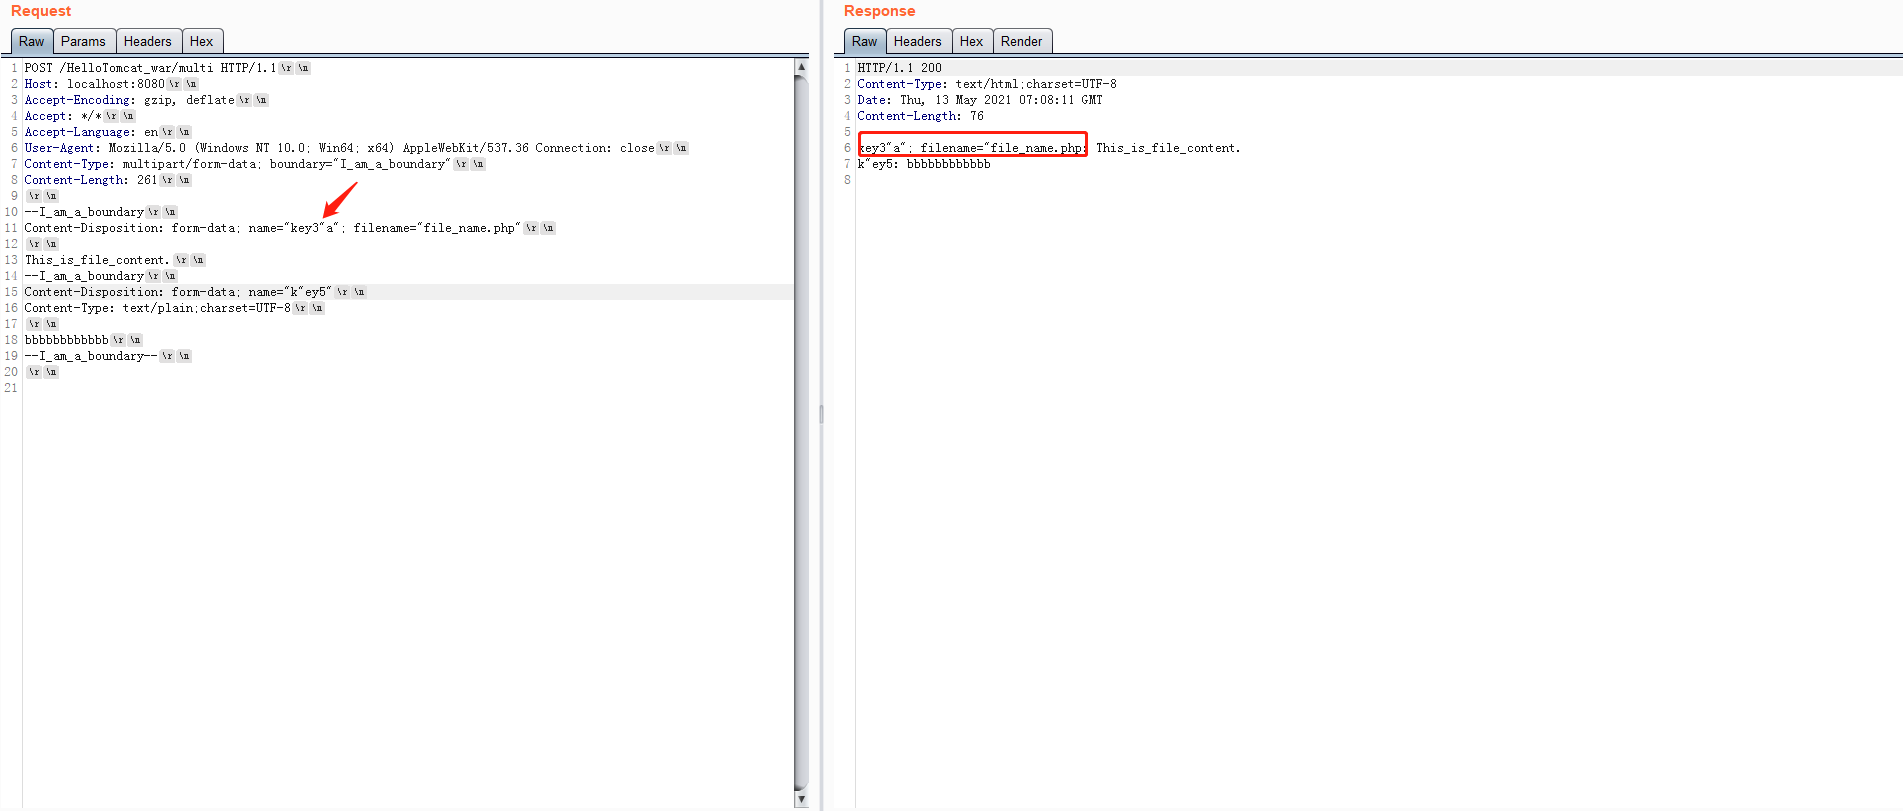 Request
Raw Params Headers Hex
1 POST /HelloTomcat_war/multi HTTP/1.1\r\n
2 Host: localhost:8080\r\n
3 Accept-Encoding: gzip, deflate\r\n
4 Accept: */*\r\n
5 Accept-Language: en\r\n
6 User-Agent: Mozilla/5.0 (Windows NT 10.0; Win64; x64) AppleWebKit/537.36 Connection: close\r\n
7 Content-Type: multipart/form-data; boundary="I_am_a_boundary"\r\n
8 Content-Length: 261\r\n
9 \r\n
10 --I_am_a_boundary\r\n
11 Content-Disposition: form-data; name="key3"a"; filename="file_name.php"\r\n
12 \r\n
13 This_is_file_content.\r\n
14 --I_am_a_boundary\r\n
15 Content-Disposition: form-data; name="k"ey5"\r\n
16 Content-Type: text/plain;charset=UTF-8\r\n
17 \r\n
18 bbbbbbbbbbbb\r\n
19 --I_am_a_boundary--\r\n
20 \r\n
21
Response
Raw Headers Hex Render
1 HTTP/1.1 200
2 Content-Type: text/html;charset=UTF-8
3 Date: Thu, 13 May 2021 07:08:11 GMT
4 Content-Length: 76
5
6 key3"a"; filename="file_name.php: This_is_file_content.
7 k"ey5: bbbbbbbbbbbb
8